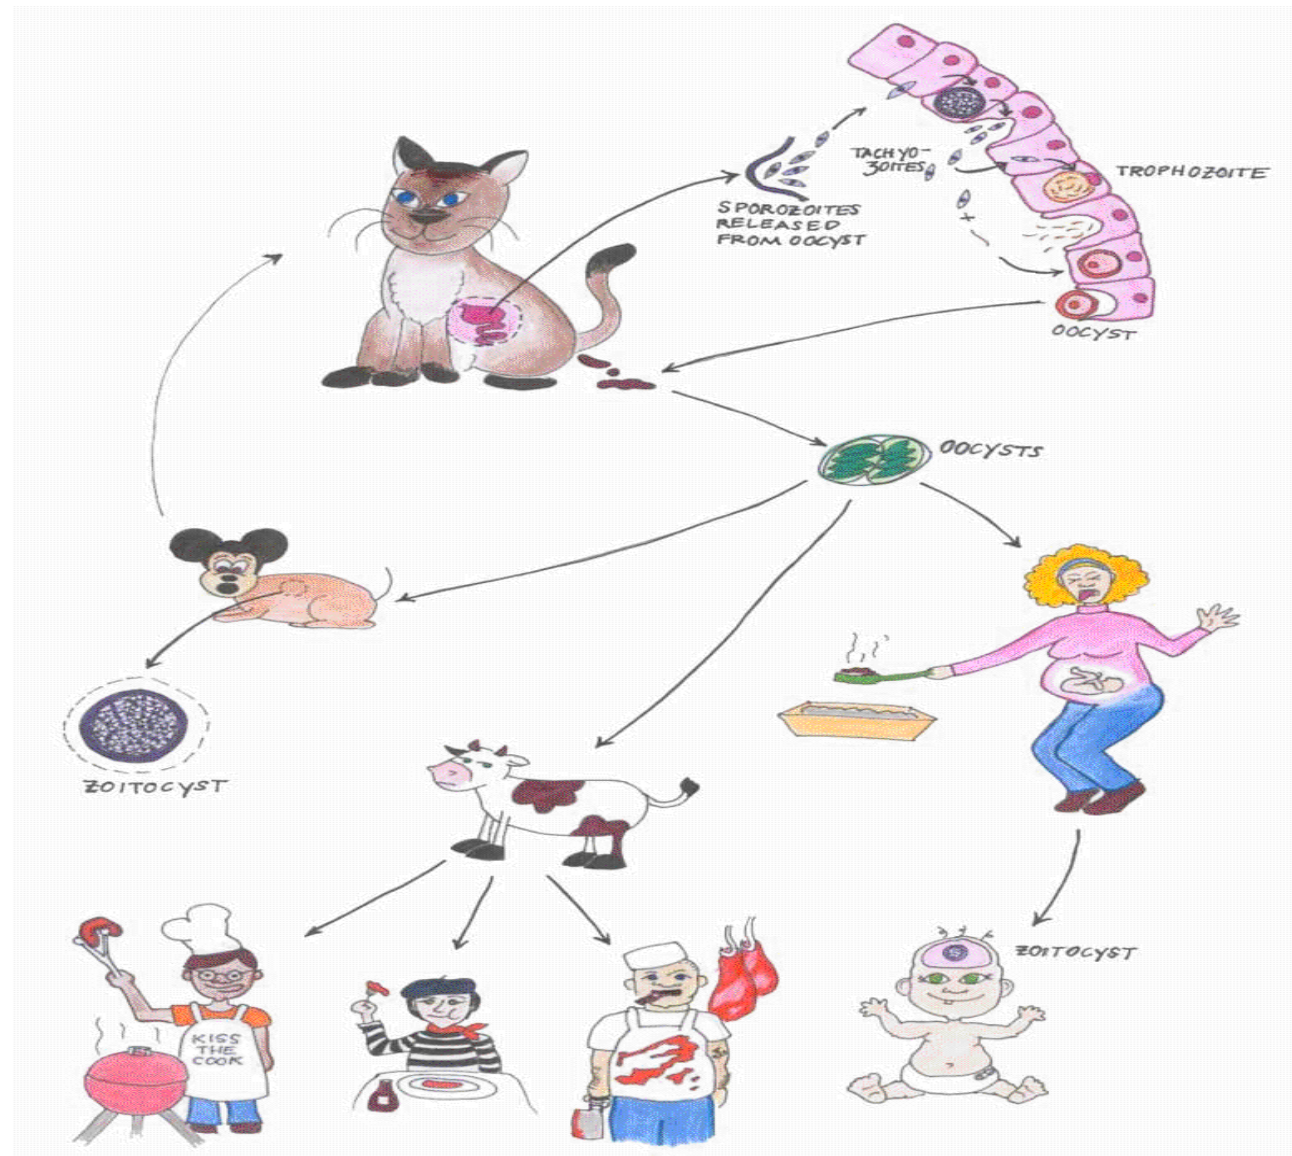 TACHYO-
ZOITES
TROPHOZOITE
SPOROZOITES
RELEASED
FROM OOCYST
OOCYST
OOCYSTS
ZOITOCYST
ZOITOCYST
KISS
THE
COOK